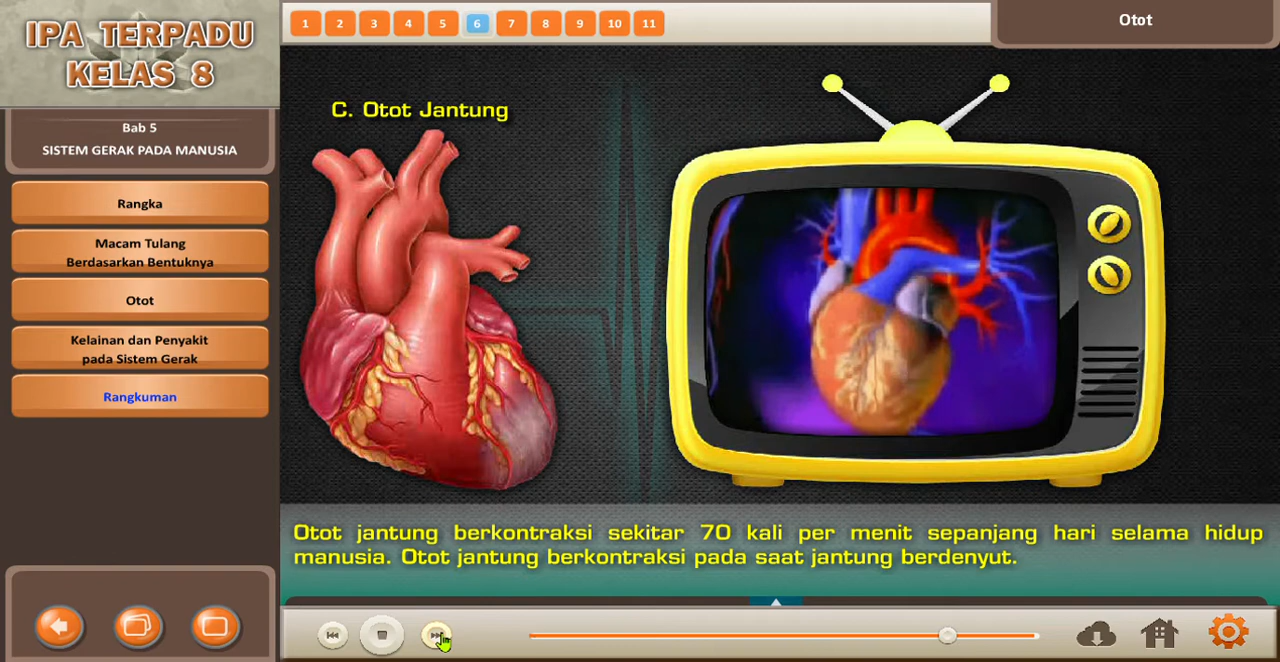 IPA TERPADU
KELAS 8
1 2 3 4 5 6 7 8 9 10 11
Otot
Bab 5
SISTEM GERAK PADA MANUSIA
Rangka
Macam Tulang
Berdasarkan Bentuknya
Otot
Kelainan dan Penyakit
pada Sistem Gerak
Rangkuman
C. Otot Jantung
Otot jantung berkontraksi sekitar 70 kali per menit sepanjang hari selama hidup
manusia. Otot jantung berkontraksi pada saat jantung berdenyut.